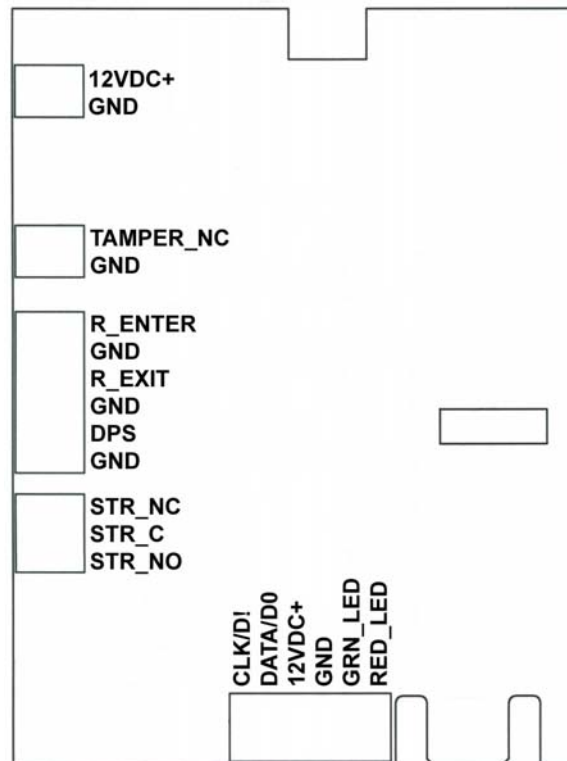 12VDC+
GND
TAMPER_NC
GND
R_ENTER
GND
R_EXIT
GND
DPS
GND
STR_NC
STR_C
STR_NO
CLK/D!
DATA/D0
12VDC+
GND
GRN_LED
RED_LED